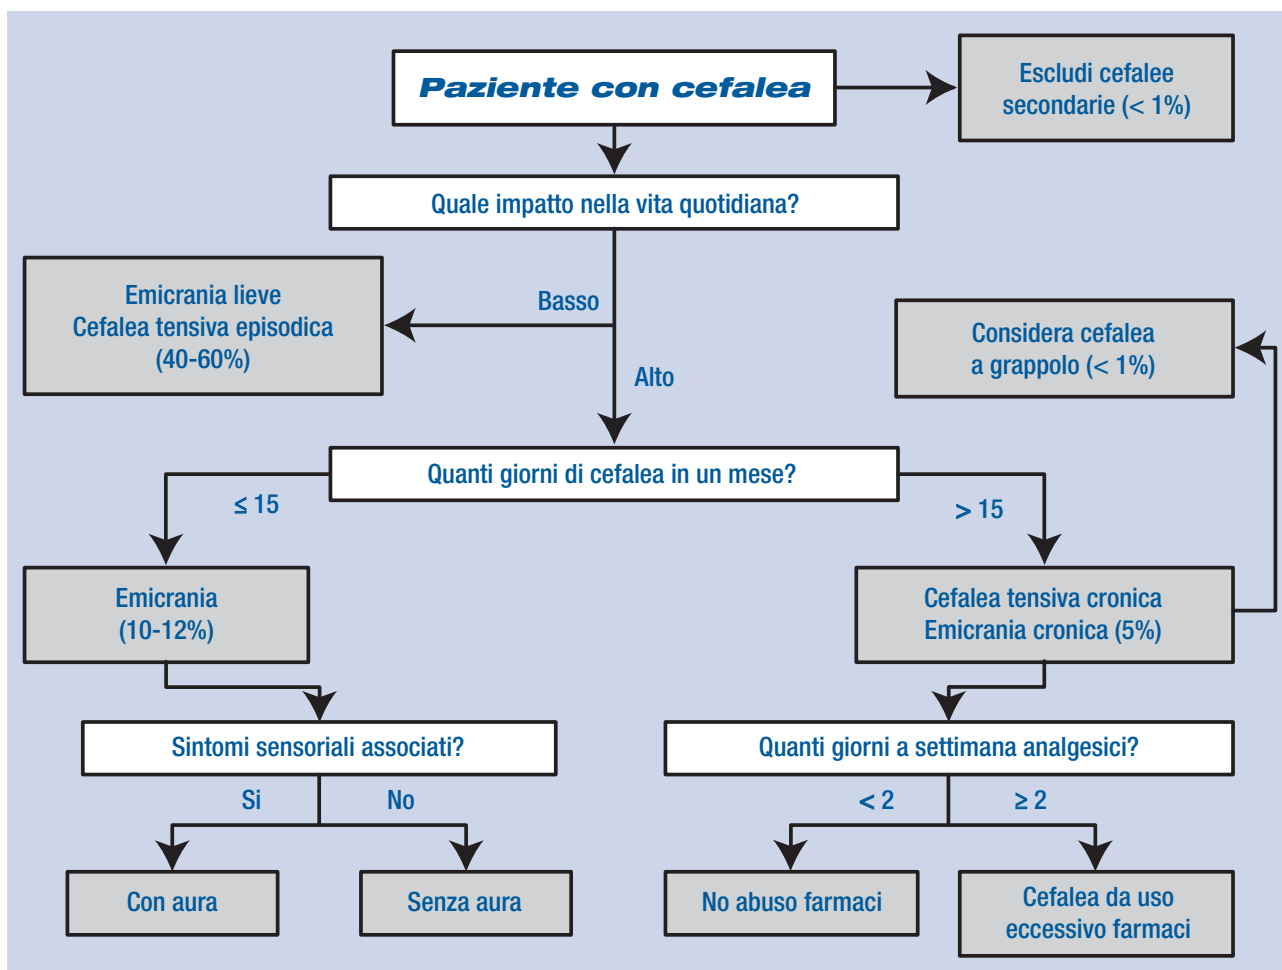 Paziente con cefalea
Escludi cefalee
secondarie (< 1%)
Quale impatto nella vita quotidiana?
Emicrania lieve
Cefalea tensiva episodica
(40-60%)
Basso
Considera cefalea
a grappolo (< 1%)
Alto
Quanti giorni di cefalea in un mese?
≤ 15
> 15
Emicrania
(10-12%)
Cefalea tensiva cronica
Emicrania cronica (5%)
Sintomi sensoriali associati?
Quanti giorni a settimana analgesici?
Si
No
< 2
≥ 2
Con aura
Senza aura
No abuso farmaci
Cefalea da uso
eccessivo farmaci